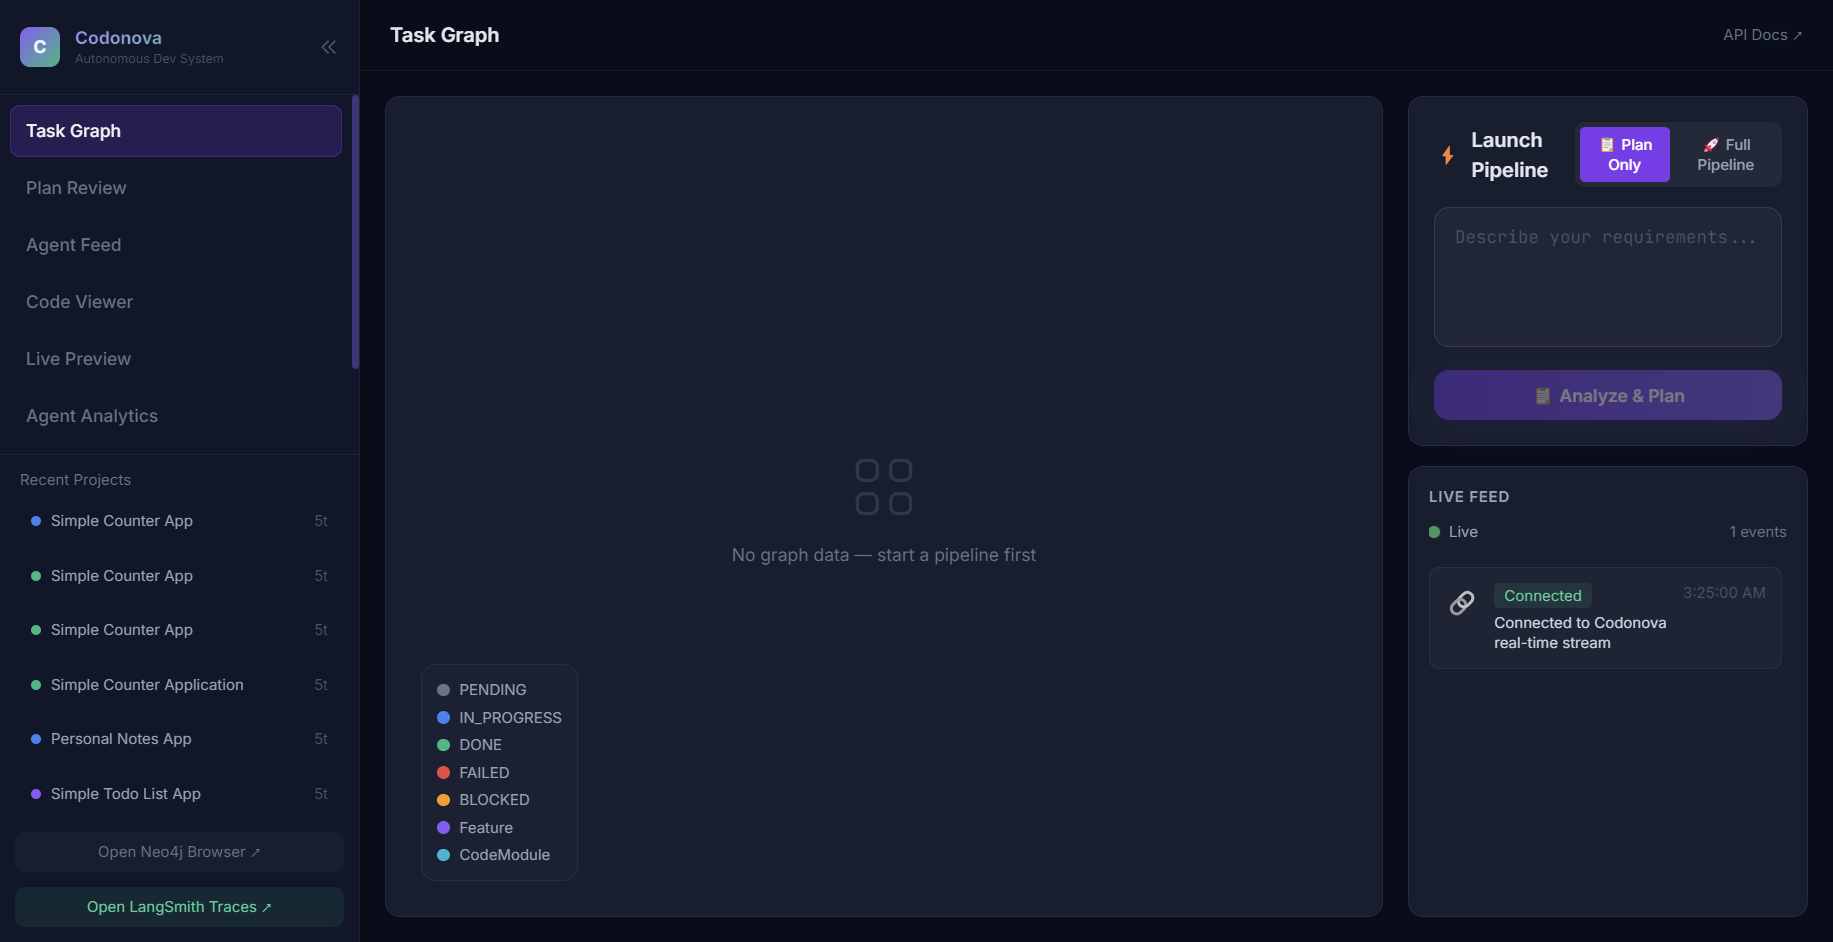 C
Codonova
Autonomous Dev System
Task Graph
Plan Review
Agent Feed
Code Viewer
Live Preview
Agent Analytics
Recent Projects
Simple Counter App 5t
Simple Counter App 5t
Simple Counter App 5t
Simple Counter Application 5t
Personal Notes App 5t
Simple Todo List App 5t
Open Neo4j Browser ↗
Open LangSmith Traces ↗
Task Graph
API Docs ↗
No graph data — start a pipeline first
PENDING
IN_PROGRESS
DONE
FAILED
BLOCKED
Feature
CodeModule
Launch
Pipeline
📋 Plan
Only
🚀 Full
Pipeline
Describe your requirements...
📋 Analyze & Plan
LIVE FEED
Live 1 events
Connected 3:25:00 AM
Connected to Codonova
real-time stream